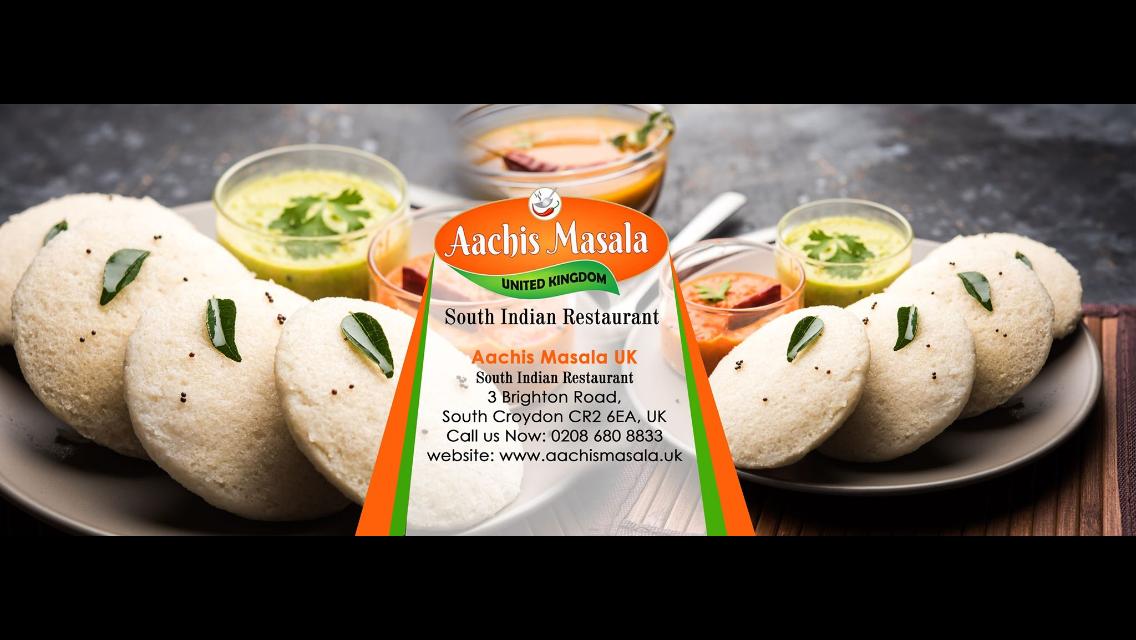 Aachis Masala
UNITED KINGDOM
South Indian Restaurant
Aachis Masala UK
South Indian Restaurant
3 Brighton Road,
South Croydon CR2 6EA, UK
Call us Now: 0208 680 8833
website: www.aachismasala.uk